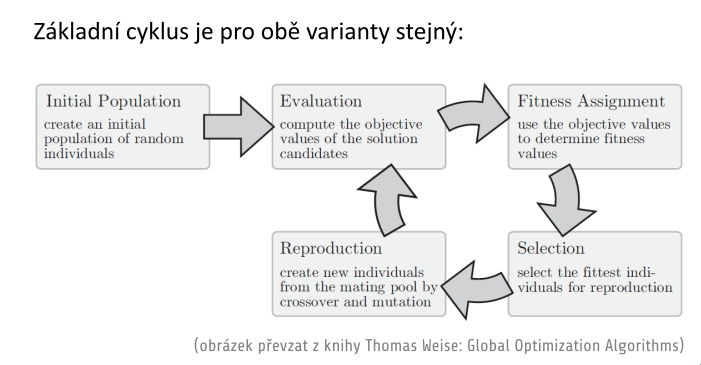 Základní cyklus je pro obě varianty stejný:
Initial Population
create an initial
population of random
individuals
Evaluation
compute the objective
values of the solution
candidates
Fitness Assignment
use the objective values
to determine fitness
values
Reproduction
create new individuals
from the mating pool by
crossover and mutation
Selection
select the fittest indi-
viduals for reproduction
(obrázek převzat z knihy Thomas Weise: Global Optimization Algorithms)